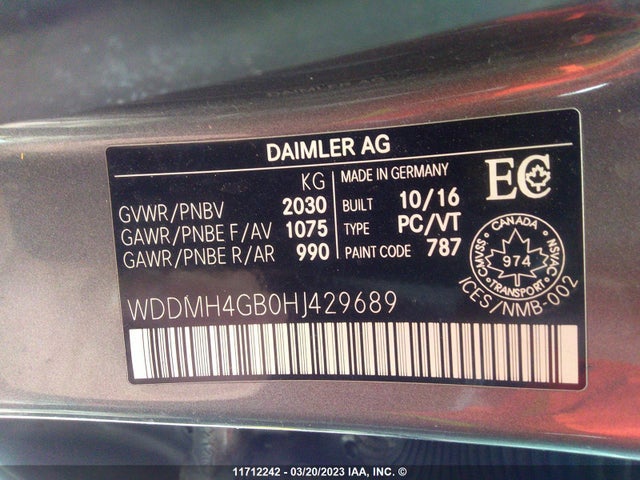 DAIMLER AG
KG
GVWR/PNBV 2030
GAWR/PNBE F/AV 1075
GAWR/PNBE R/AR 990
MADE IN GERMANY
BUILT 10/16
TYPE PC/VT
PAINT CODE 787
EC
CANADA
CMVSS 974 NSVAC
TRANSPORT
ICES/NMB-002
WDDMH4GB0HJ429689
11712242 - 03/20/2023 IAA, INC. ©